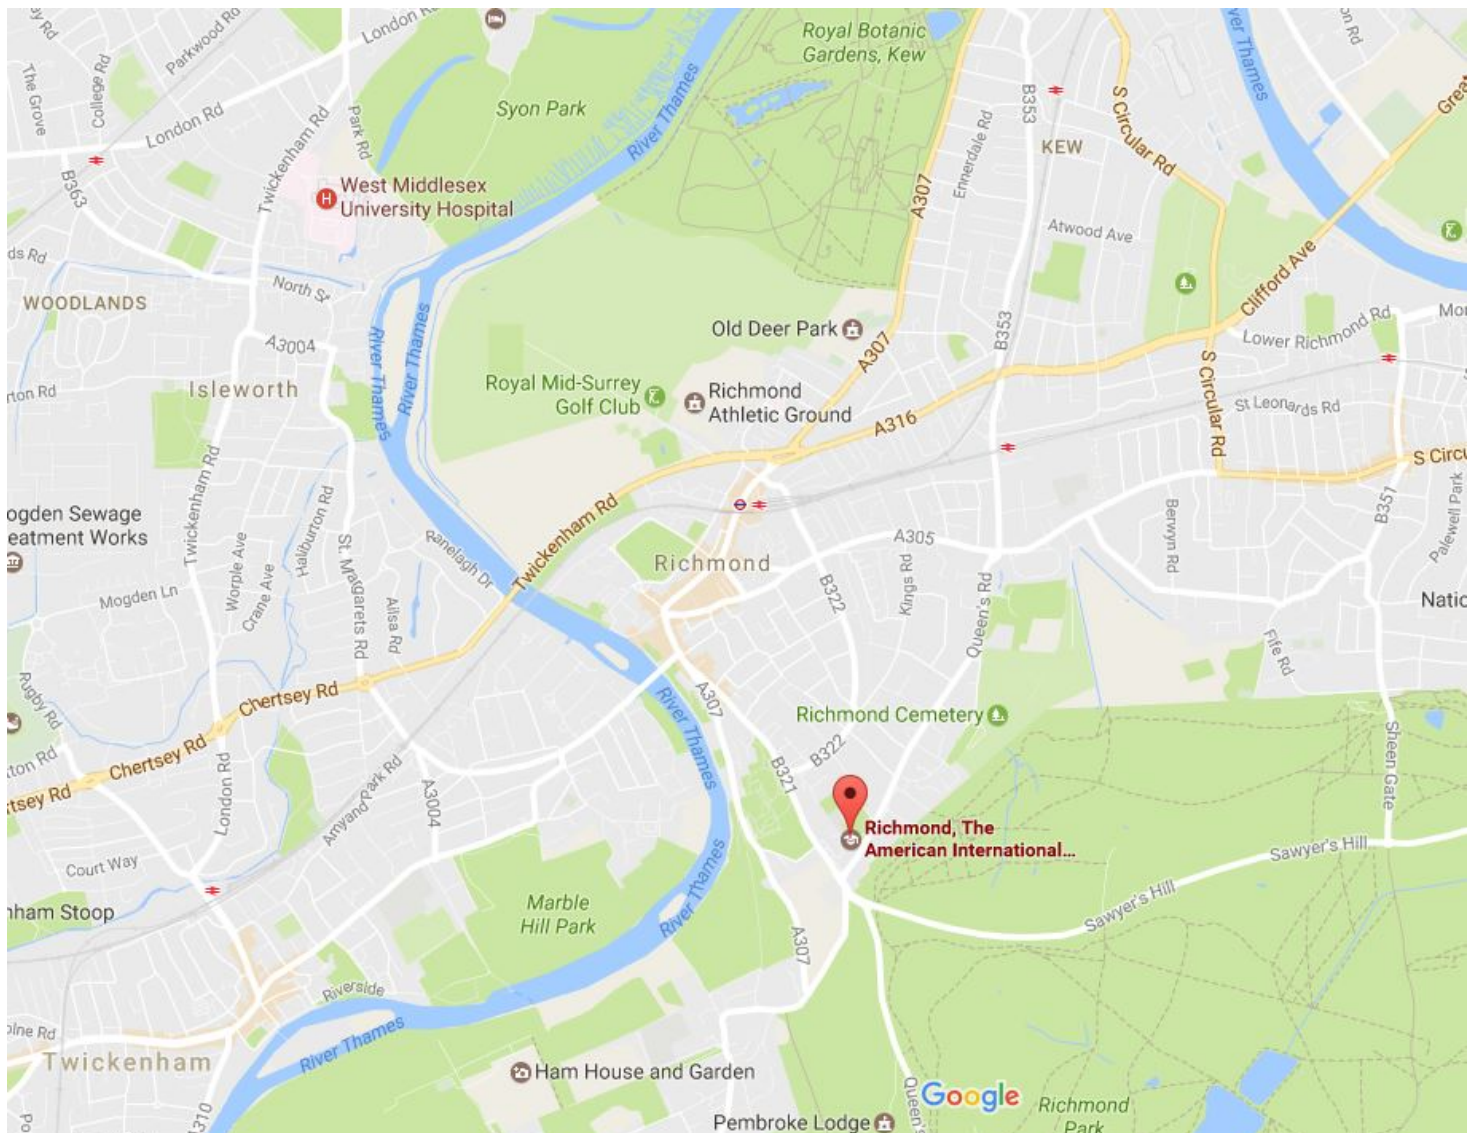 London Rd
Parkwood Rd
College Rd
The Grove
London Rd
B363
Twickenham Rd
Park Rd
Syon Park
River Thames
Royal Botanic
Gardens, Kew
B353
S Circular Rd
River Thames
Ennerdale Rd
KEW
A307
West Middlesex
University Hospital
H
Atwood Ave
Clifford Ave
WOODLANDS
North St
River Thames
River Thames
A3004
Isleworth
Old Deer Park
A307
B353
Lower Richmond Rd
Royal Mid-Surrey
Golf Club
Richmond
Athletic Ground
A316
St Leonards Rd
S Circular Rd
Twickenham Rd
Haliburton Rd
St. Margarets Rd
Ranelagh Dr
Twickenham Rd
Richmond
A305
Kings Rd
B322
Queen's Rd
Berwyn Rd
B351
Palewell Park
Mogden Ln
Worple Ave
Crane Ave
Ailsa Rd
Fife Rd
Rugby Rd
Chertsey Rd
Chertsey Rd
London Rd
Amyand Park Rd
A3004
River Thames
A307
Richmond Cemetery
B322
B321
Sheen Gate
Richmond, The
American International...
Sawyer's Hill
Sawyer's Hill
Court Way
Marble
Hill Park
River Thames
A307
Riverside
River Thames
Twickenham
Ham House and Garden
Google
Richmond
Park
Pembroke Lodge